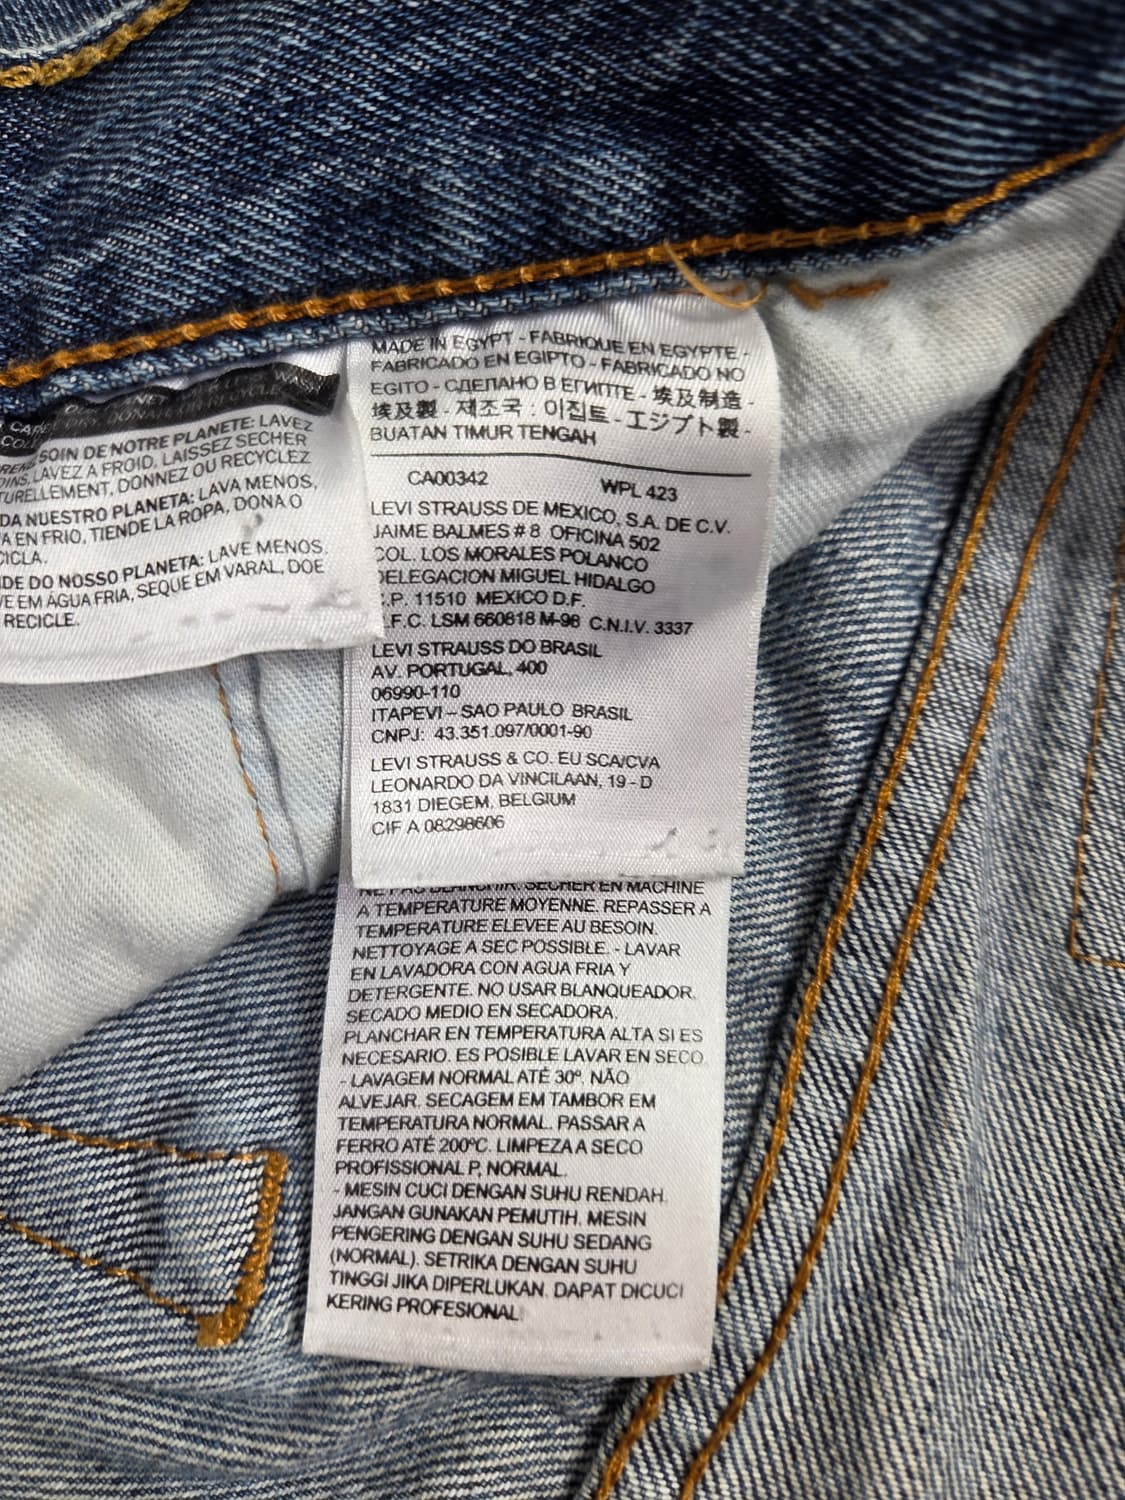 CARE
SOIN DE NOTRE PLANETE: LAVEZ
LAVEZ A FROID, LAISSEZ SECHER
TURELLEMENT, DONNEZ OU RECYCLEZ
DA NUESTRO PLANETA: LAVA MENOS,
A EN FRIO, TIENDE LA ROPA, DONA O
CICLA.
DE DO NOSSO PLANETA: LAVE MENOS.
E EM ÁGUA FRIA, SEQUE EM VARAL, DOE
RECICLE.
MADE IN EGYPT - FABRIQUE EN EGYPTE -
FABRICADO EN EGIPTO - FABRICADO NO
EGITO - СДЕЛАНО В ЕГИПТЕ - 埃及制造 -
埃及製 - 제조국 : 이집트 - エジプト製 -
BUATAN TIMUR TENGAH
CA00342 WPL 423
LEVI STRAUSS DE MEXICO, S.A. DE C.V.
JAIME BALMES # 8 OFICINA 502
COL. LOS MORALES POLANCO
DELEGACION MIGUEL HIDALGO
.P. 11510 MEXICO D.F.
.F.C. LSM 660818 M-98 C.N.I.V. 3337
LEVI STRAUSS DO BRASIL
AV. PORTUGAL, 400
06990-110
ITAPEVI – SAO PAULO BRASIL
CNPJ: 43.351.097/0001-90
LEVI STRAUSS & CO. EU SCA/CVA
LEONARDO DA VINCILAAN, 19 - D
1831 DIEGEM, BELGIUM
CIF A 08298606
NE PAS BLANCHIR. SECHER EN MACHINE
A TEMPERATURE MOYENNE. REPASSER A
TEMPERATURE ELEVEE AU BESOIN.
NETTOYAGE A SEC POSSIBLE. - LAVAR
EN LAVADORA CON AGUA FRIA Y
DETERGENTE. NO USAR BLANQUEADOR.
SECADO MEDIO EN SECADORA.
PLANCHAR EN TEMPERATURA ALTA SI ES
NECESARIO. ES POSIBLE LAVAR EN SECO
- LAVAGEM NORMAL ATÉ 30º. NÃO
ALVEJAR. SECAGEM EM TAMBOR EM
TEMPERATURA NORMAL. PASSAR A
FERRO ATÉ 200ºC. LIMPEZA A SECO
PROFISSIONAL P, NORMAL.
- MESIN CUCI DENGAN SUHU RENDAH.
JANGAN GUNAKAN PEMUTIH. MESIN
PENGERING DENGAN SUHU SEDANG
(NORMAL). SETRIKA DENGAN SUHU
TINGGI JIKA DIPERLUKAN. DAPAT DICUCI
KERING PROFESIONAL